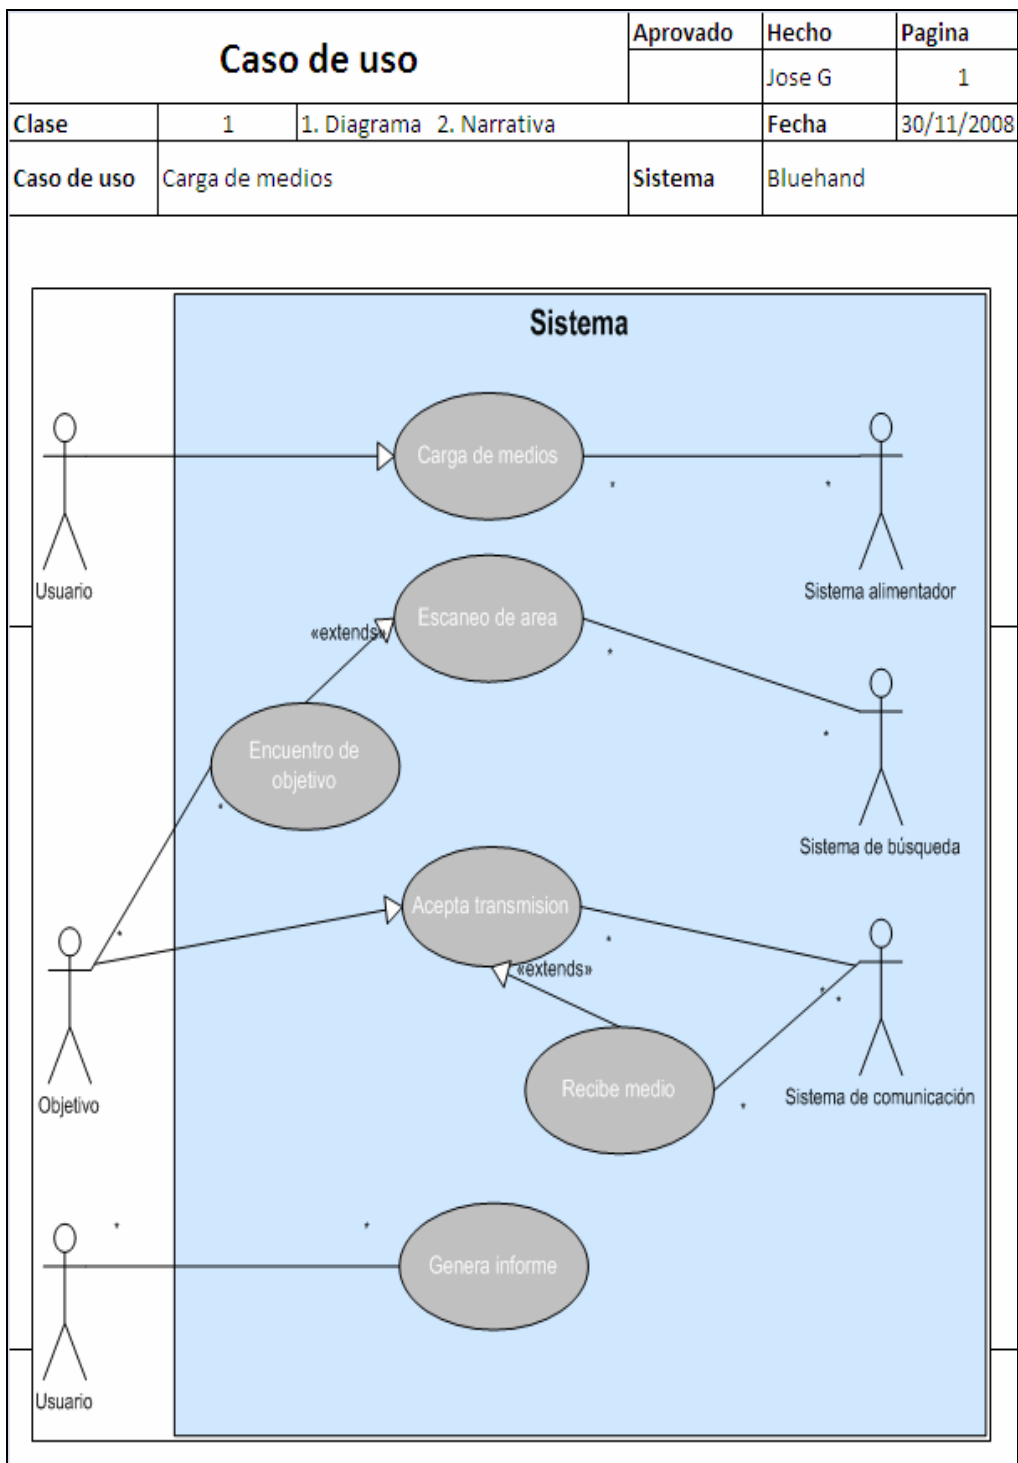 Caso de uso
Aprovado
Hecho
Pagina
Jose G
1
Clase
1
1. Diagrama 2. Narrativa
Fecha
30/11/2008
Caso de uso
Carga de medios
Sistema
Bluehand
Sistema
Carga de medios
*
*
Usuario
Sistema alimentador
Escaneo de area
«extends»
*
*
Encuentro de
objetivo
*
Sistema de búsqueda
Acepta transmision
*
*
«extends»
*
*
Recibe medio
*
Objetivo
Sistema de comunicación
*
*
Genera informe
Usuario